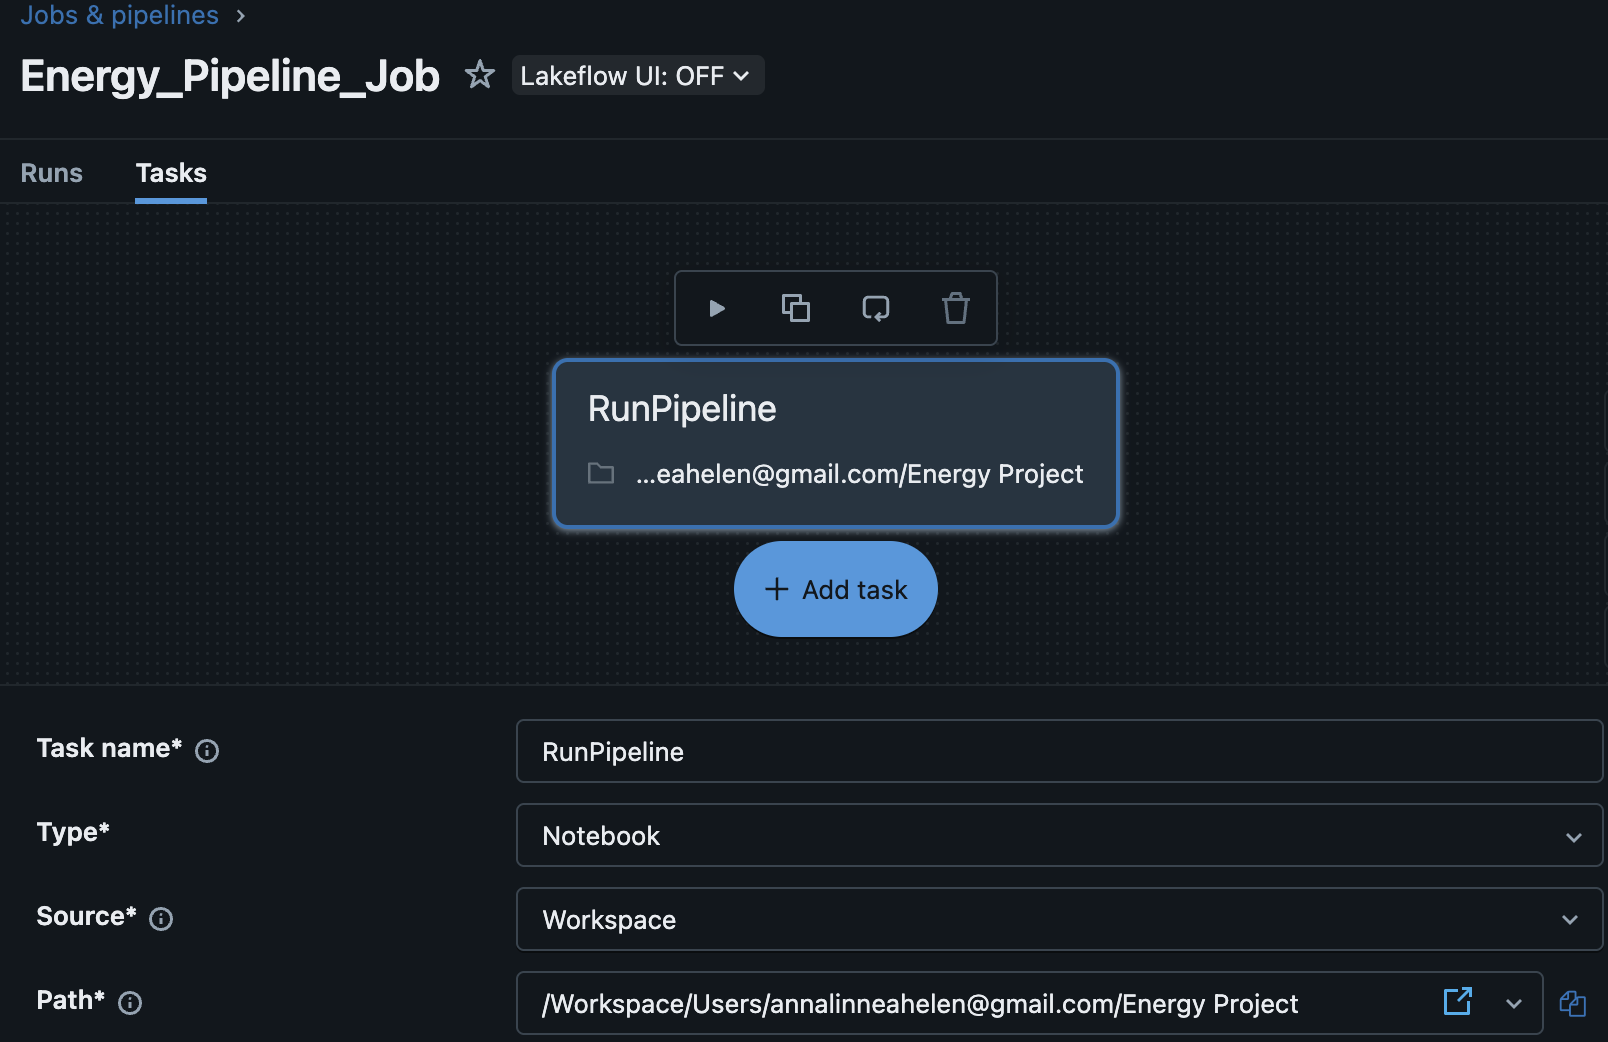 Jobs & pipelines
Energy_Pipeline_Job Lakeflow UI: OFF
Runs Tasks
RunPipeline
...eahelen@gmail.com/Energy Project
+ Add task
Task name* RunPipeline
Type* Notebook
Source* Workspace
Path* /Workspace/Users/annalinneahelen@gmail.com/Energy Project